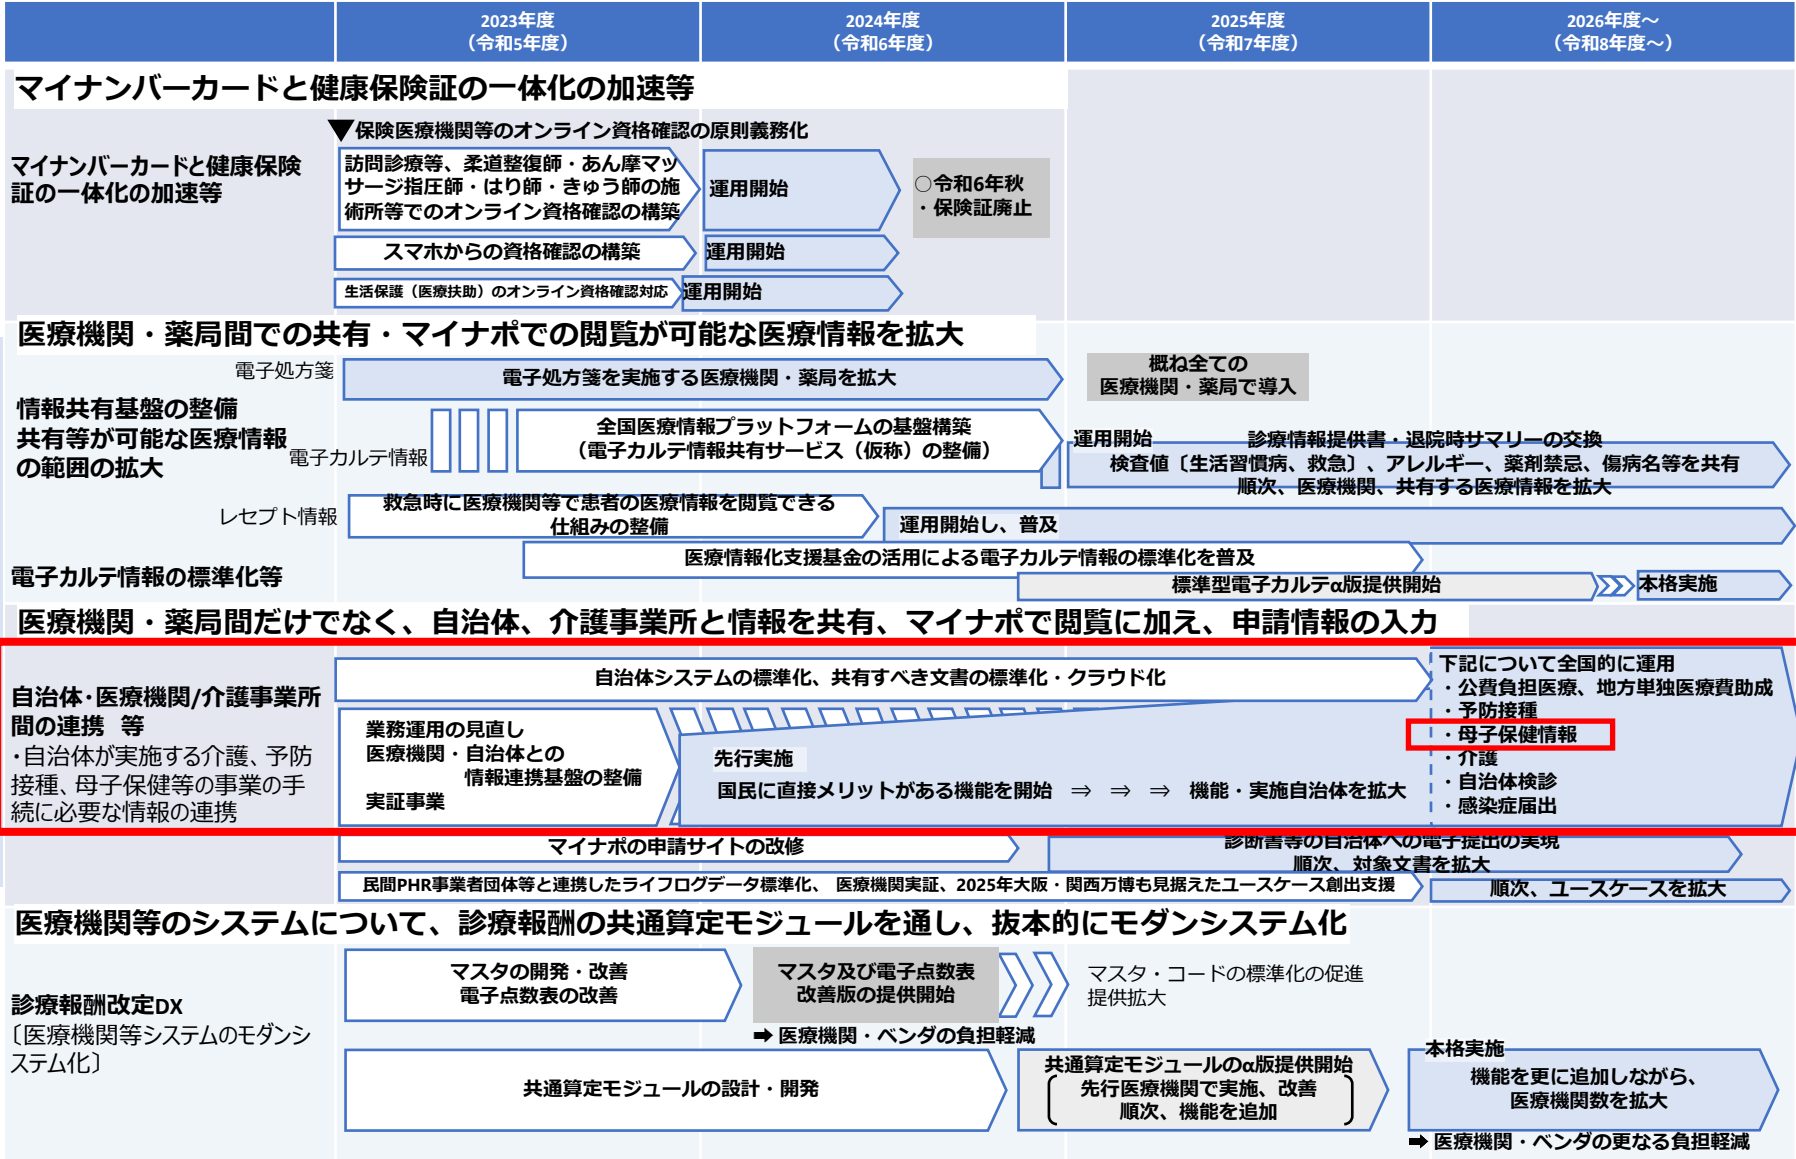 2023年度
（令和5年度）
2024年度
（令和6年度）
2025年度
（令和7年度）
2026年度～
（令和8年度～）
マイナンバーカードと健康保険証の一体化の加速等
▼保険医療機関等のオンライン資格確認の原則義務化
マイナンバーカードと健康保険
証の一体化の加速等
訪問診療等、柔道整復師・あん摩マッ
サージ指圧師・はり師・きゅう師の施
術所等でのオンライン資格確認の構築
運用開始
○令和6年秋
・保険証廃止
スマホからの資格確認の構築
運用開始
生活保護（医療扶助）のオンライン資格確認対応
運用開始
医療機関・薬局間での共有・マイナポでの閲覧が可能な医療情報を拡大
電子処方箋
電子処方箋を実施する医療機関・薬局を拡大
概ね全ての
医療機関・薬局で導入
情報共有基盤の整備
共有等が可能な医療情報
の範囲の拡大
電子カルテ情報
全国医療情報プラットフォームの基盤構築
（電子カルテ情報共有サービス（仮称）の整備）
運用開始
診療情報提供書・退院時サマリーの交換
検査値〔生活習慣病、救急〕、アレルギー、薬剤禁忌、傷病名等を共有
順次、医療機関、共有する医療情報を拡大
レセプト情報
救急時に医療機関等で患者の医療情報を閲覧できる
仕組みの整備
運用開始し、普及
電子カルテ情報の標準化等
医療情報化支援基金の活用による電子カルテ情報の標準化を普及
標準型電子カルテα版提供開始
本格実施
医療機関・薬局間だけでなく、自治体、介護事業所と情報を共有、マイナポで閲覧に加え、申請情報の入力
自治体・医療機関/介護事業所
間の連携 等
・自治体が実施する介護、予防
接種、母子保健等の事業の手
続に必要な情報の連携
自治体システムの標準化、共有すべき文書の標準化・クラウド化
業務運用の見直し
医療機関・自治体との
情報連携基盤の整備
実証事業
先行実施
国民に直接メリットがある機能を開始 ⇒ ⇒ ⇒ 機能・実施自治体を拡大
下記について全国的に運用
・公費負担医療、地方単独医療費助成
・予防接種
・母子保健情報
・介護
・自治体検診
・感染症届出
マイナポの申請サイトの改修
診断書等の自治体への電子提出の実現
順次、対象文書を拡大
民間PHR事業者団体等と連携したライフログデータ標準化、 医療機関実証、2025年大阪・関西万博も見据えたユースケース創出支援
順次、ユースケースを拡大
医療機関等のシステムについて、診療報酬の共通算定モジュールを通し、抜本的にモダンシステム化
診療報酬改定DX
〔医療機関等システムのモダンシ
ステム化〕
マスタの開発・改善
電子点数表の改善
マスタ及び電子点数表
改善版の提供開始
マスタ・コードの標準化の促進
提供拡大
➡ 医療機関・ベンダの負担軽減
共通算定モジュールの設計・開発
共通算定モジュールのα版提供開始
先行医療機関で実施、改善
順次、機能を追加
本格実施
機能を更に追加しながら、
医療機関数を拡大
➡ 医療機関・ベンダの更なる負担軽減